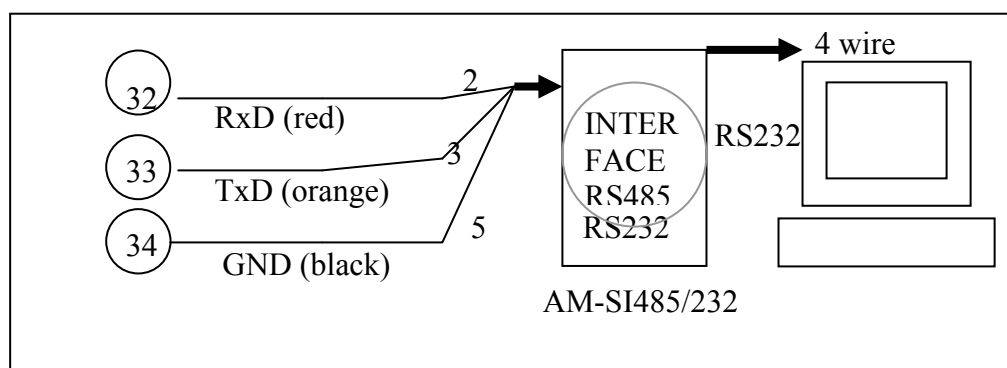 32
RxD (red)
2
33
TxD (orange)
3
34
GND (black)
5
INTER
FACE
RS485
RS232
AM-SI485/232
RS232
4 wire